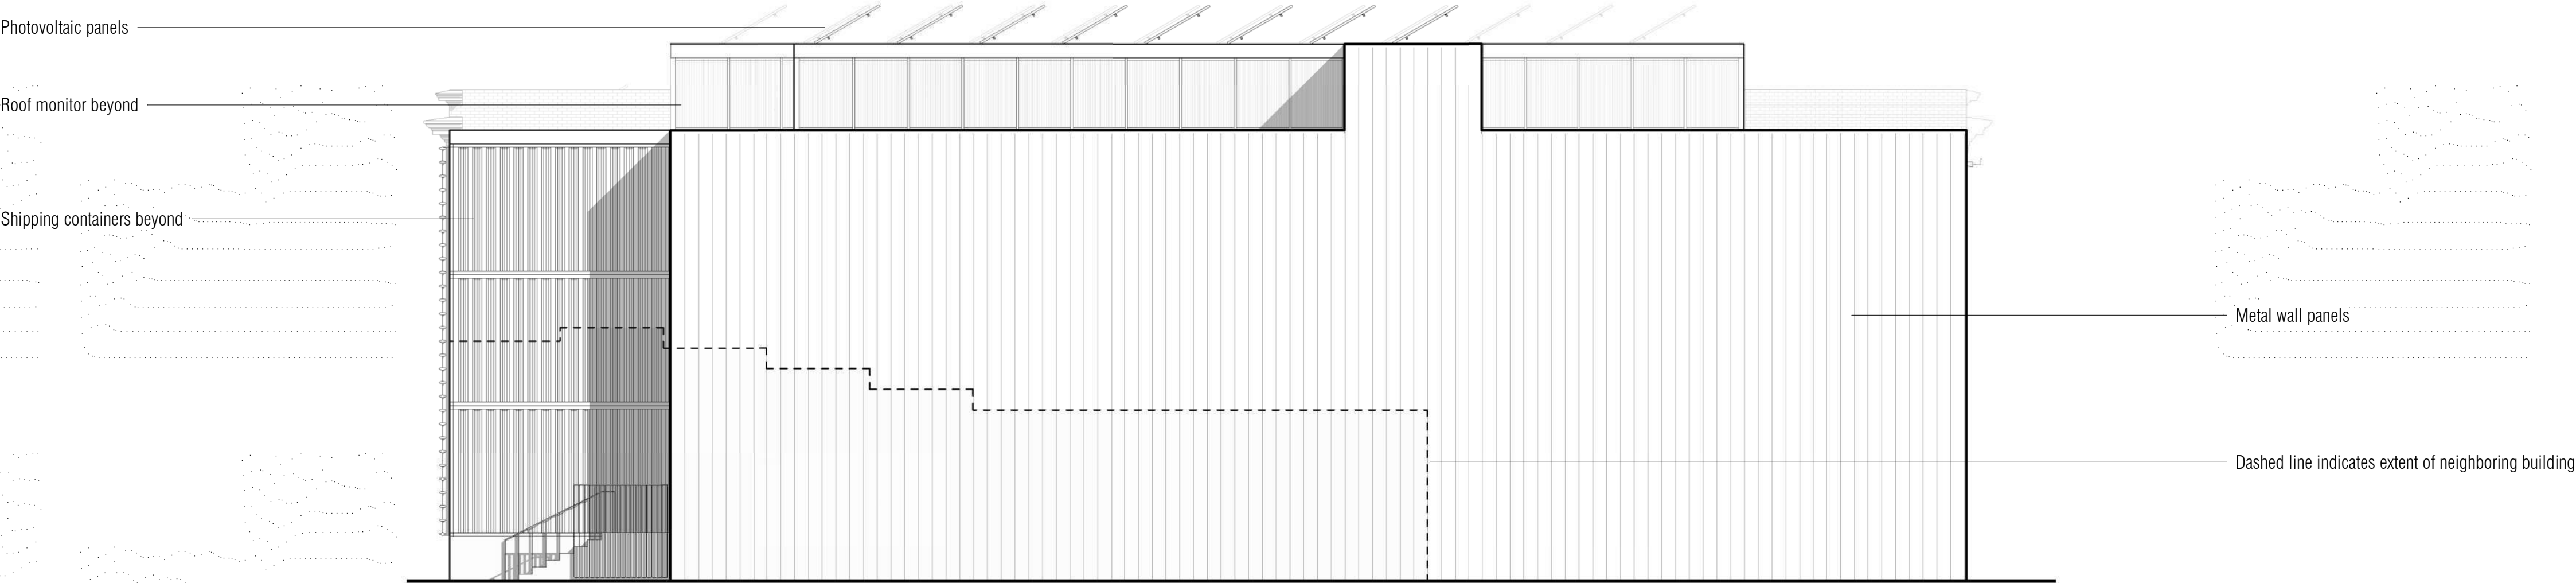 Photovoltaic panels
Roof monitor beyond
Shipping containers beyond
Metal wall panels
Dashed line indicates extent of neighboring building